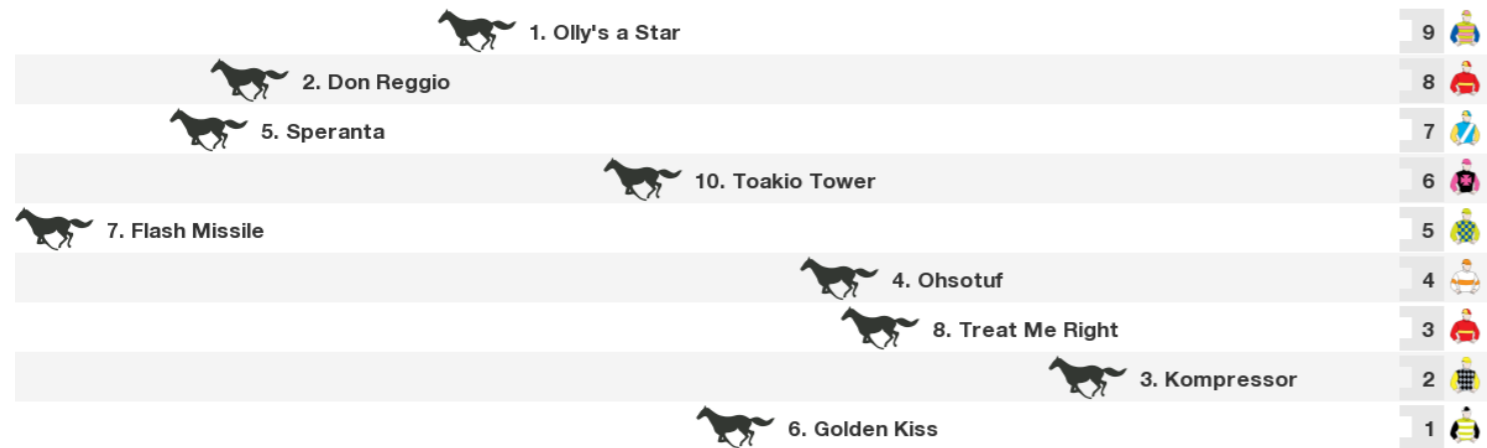 1. Olly's a Star 9
2. Don Reggio 8
5. Speranta 7
10. Toakio Tower 6
7. Flash Missile 5
4. Ohsotuf 4
8. Treat Me Right 3
3. Kompressor 2
6. Golden Kiss 1